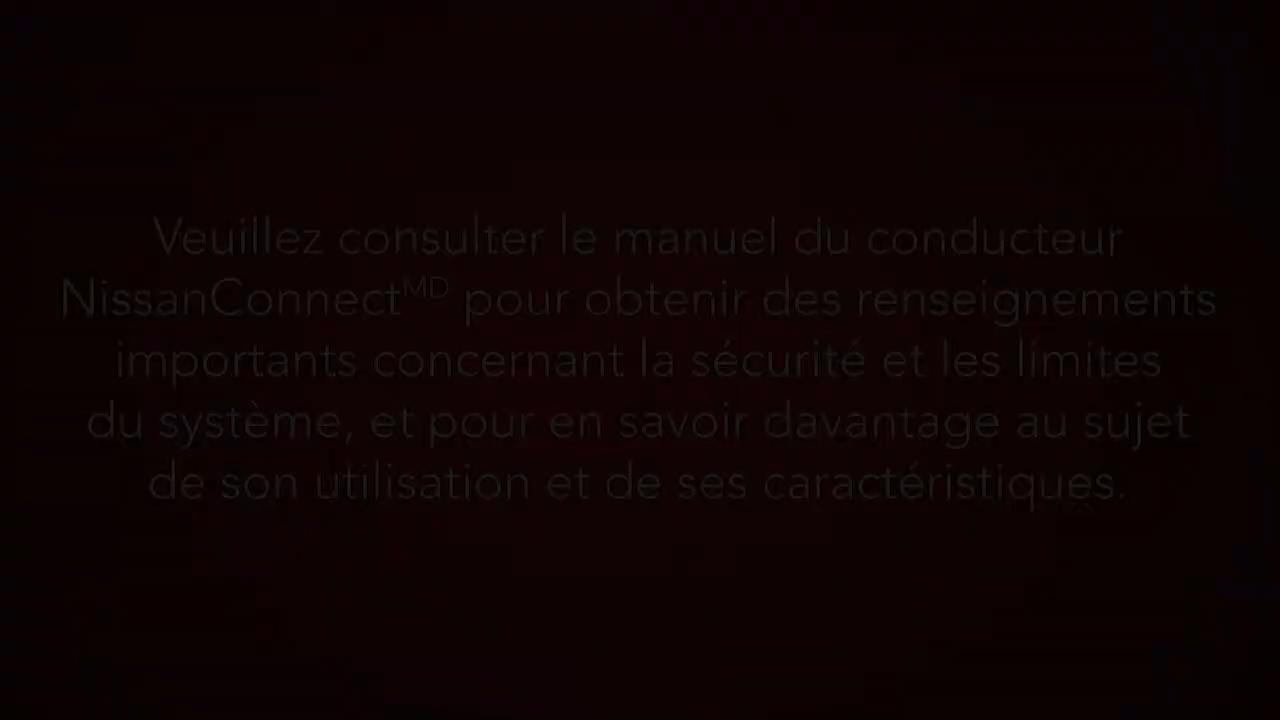 Veuillez consulter le manuel du conducteur
NissanConnectᴹᴰ pour obtenir des renseignements
importants concernant la sécurité et les limites
du système, et pour en savoir davantage au sujet
de son utilisation et de ses caractéristiques.